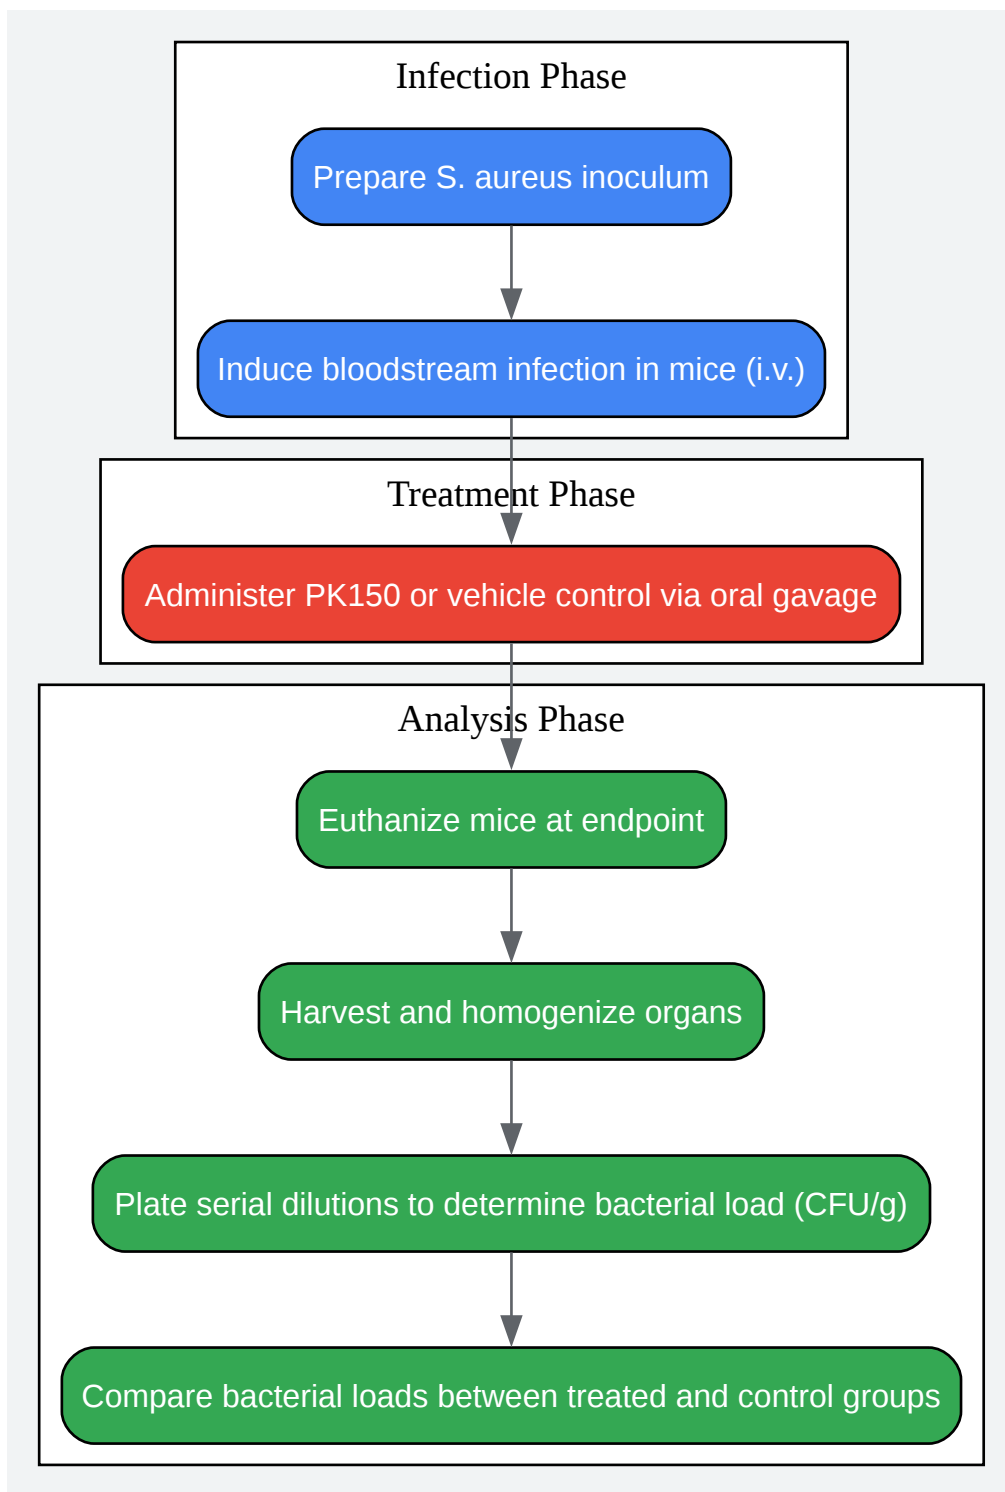 Infection Phase
Prepare S. aureus inoculum
Induce bloodstream infection in mice (i.v.)
Treatment Phase
Administer PK150 or vehicle control via oral gavage
Analysis Phase
Euthanize mice at endpoint
Harvest and homogenize organs
Plate serial dilutions to determine bacterial load (CFU/g)
Compare bacterial loads between treated and control groups